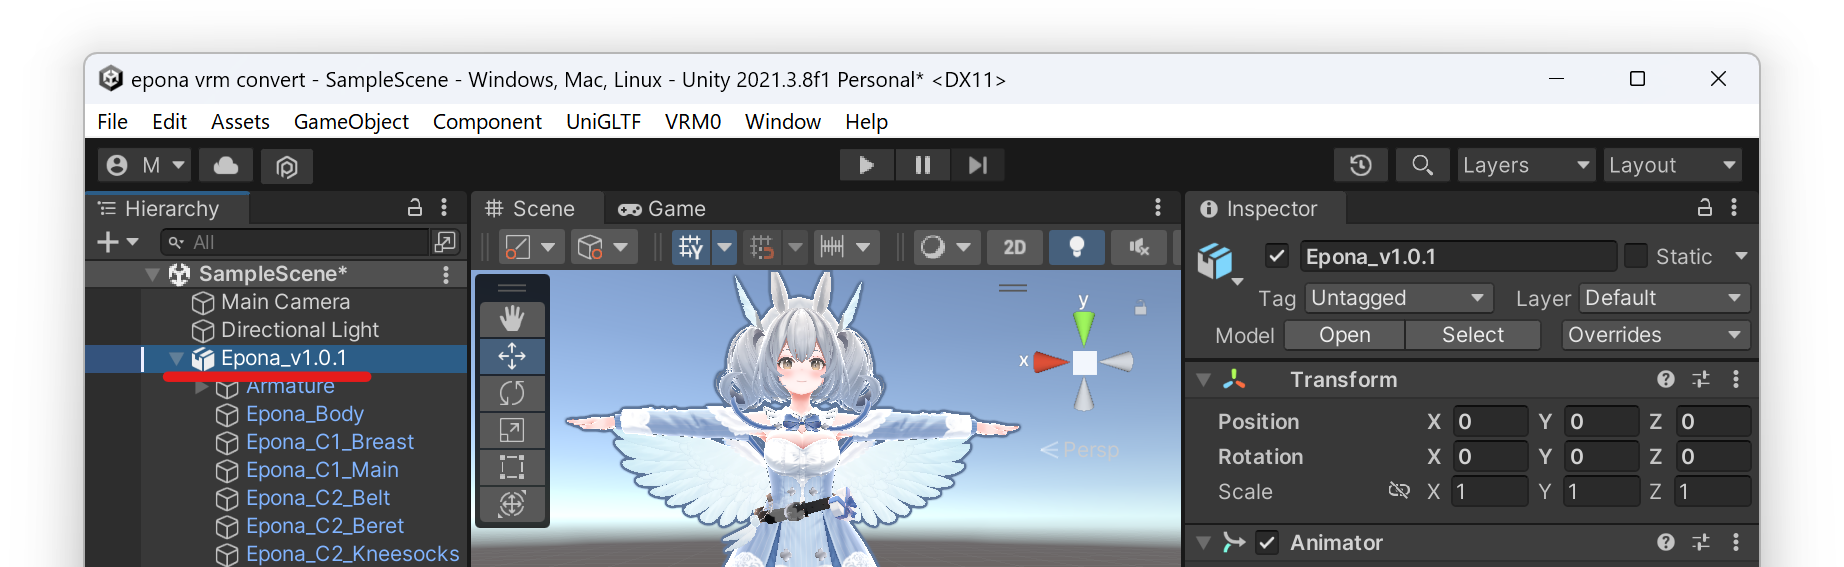 epona vrm convert - SampleScene - Windows, Mac, Linux - Unity 2021.3.8f1 Personal* <DX11>
File Edit Assets GameObject Component UniGLTF VRM0 Window Help
M Layers Layout
Hierarchy
All
SampleScene*
Main Camera
Directional Light
Epona_v1.0.1
Armature
Epona_Body
Epona_C1_Breast
Epona_C1_Main
Epona_C2_Belt
Epona_C2_Beret
Epona_C2_Kneesocks
Scene Game
2D
y
x
Persp
Inspector
Epona_v1.0.1 Static
Tag Untagged Layer Default
Model Open Select Overrides
Transform
Position X 0 Y 0 Z 0
Rotation X 0 Y 0 Z 0
Scale X 1 Y 1 Z 1
Animator